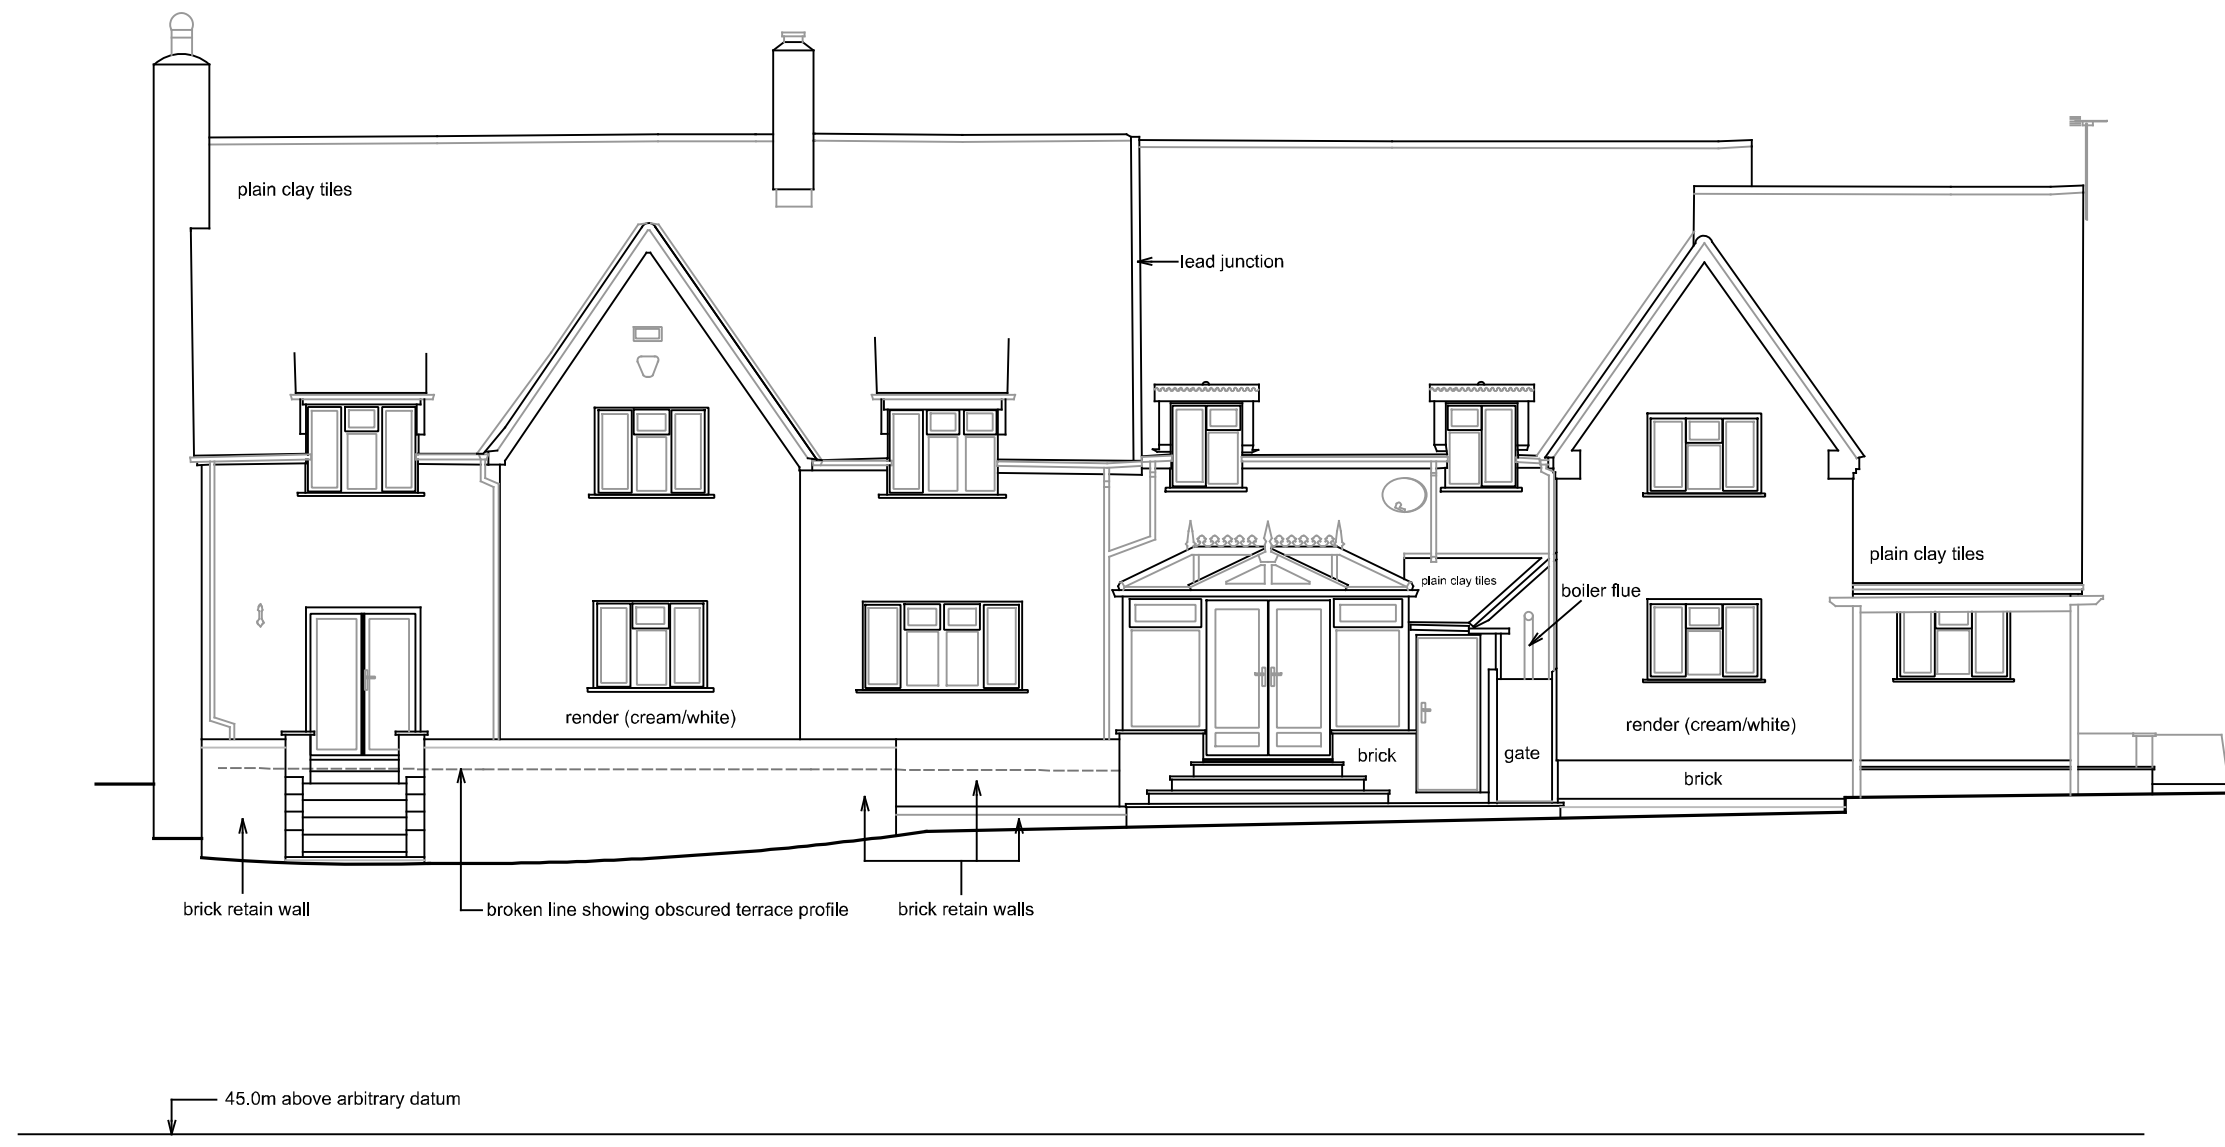 plain clay tiles
lead junction
plain clay tiles
plain clay tiles
boiler flue
render (cream/white)
render (cream/white)
brick
gate
brick
brick retain wall
broken line showing obscured terrace profile
brick retain walls
45.0m above arbitrary datum